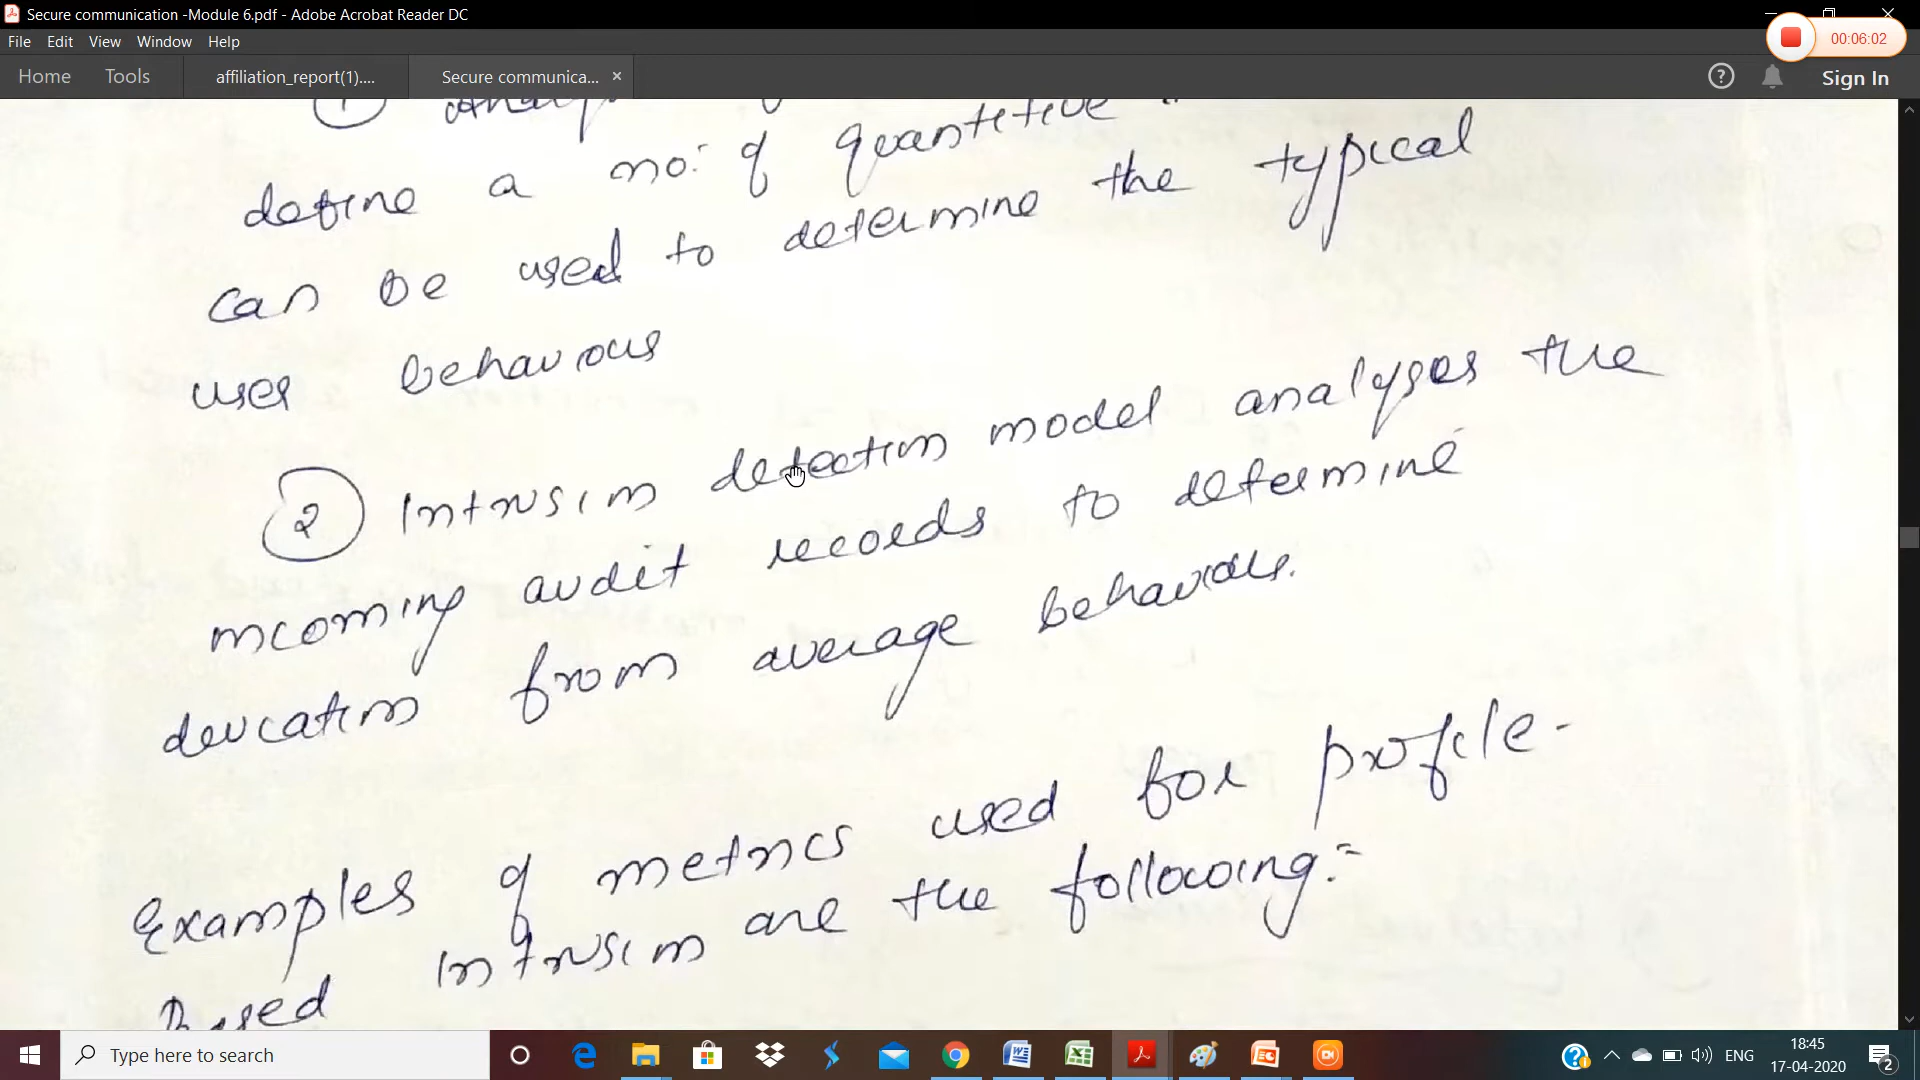 Secure communication -Module 6.pdf - Adobe Acrobat Reader DC
File Edit View Window Help
00:06:02
Home Tools affiliation_report(1).... Secure communica... × Sign In
define a no: of quantitive
can be used to determine the typical
user behaviour
2 Intrusion detection model analyses the
incoming audit records to determine
deviation from average behaviour.
Examples of metrics used for profile-
Based intrusion are the following:-
Type here to search
ENG
18:45
17-04-2020
2